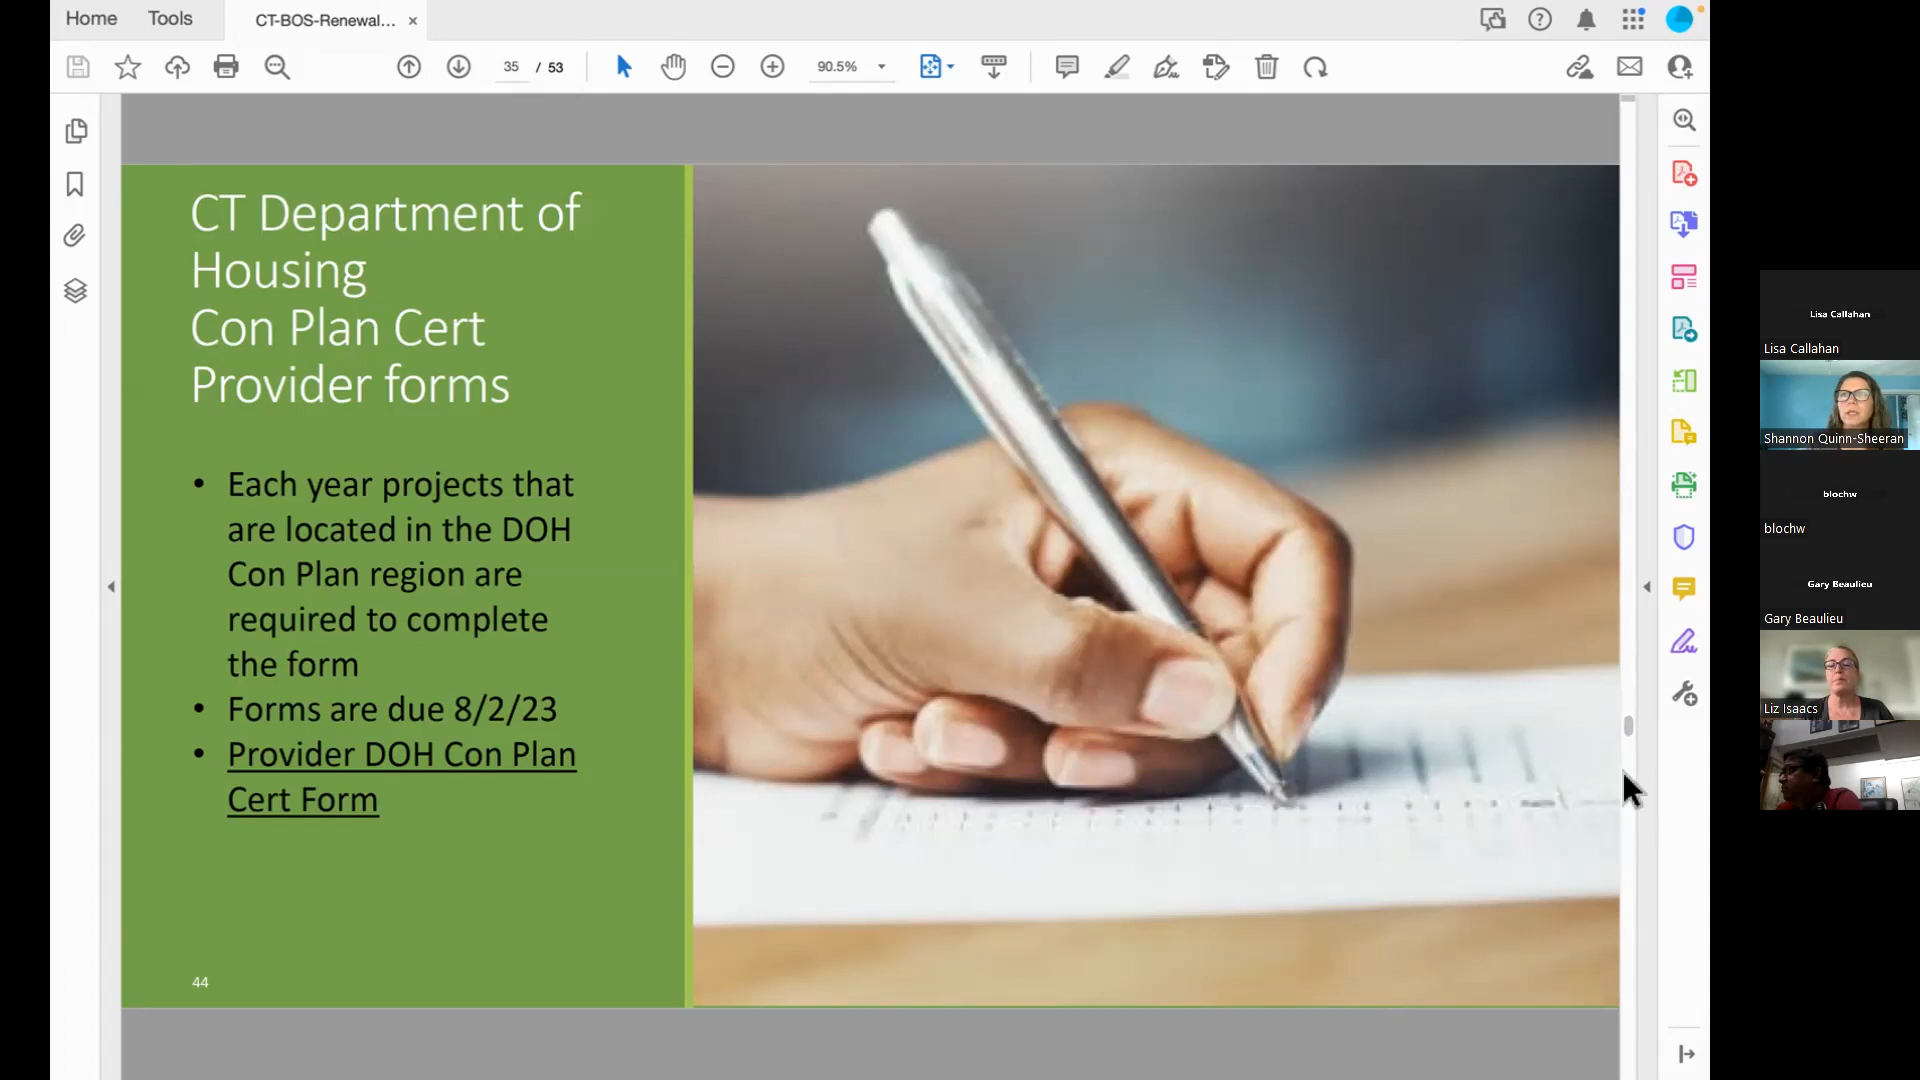 Home
Tools
CT-BOS-Renewal...
35 / 53
90.5%
CT Department of
Housing
Con Plan Cert
Provider forms
• Each year projects that
are located in the DOH
Con Plan region are
required to complete
the form
• Forms are due 8/2/23
• Provider DOH Con Plan
Cert Form
44
Lisa Callahan
Lisa Callahan
Shannon Quinn-Sheeran
blochw
blochw
Gary Beaulieu
Gary Beaulieu
Liz Isaacs